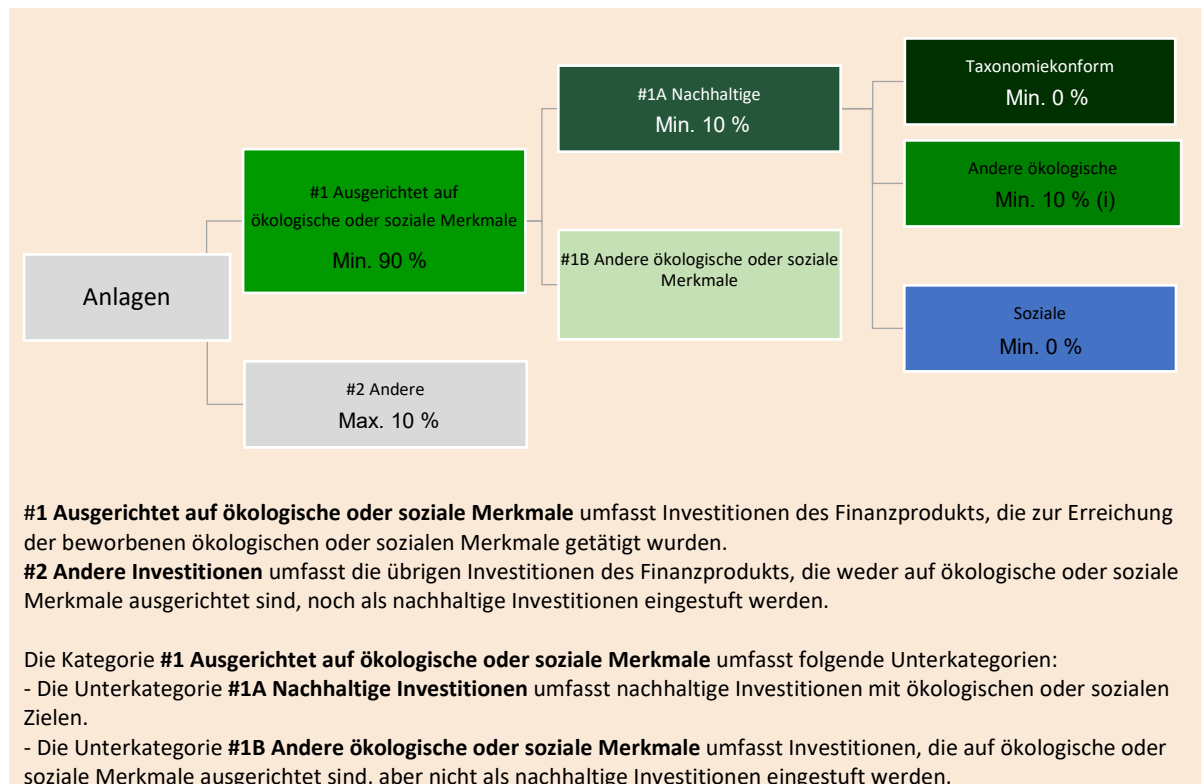 Anlagen
#1 Ausgerichtet auf
ökologische oder soziale Merkmale
Min. 90 %
#2 Andere
Max. 10 %
#1A Nachhaltige
Min. 10 %
#1B Andere ökologische oder soziale
Merkmale
Taxonomiekonform
Min. 0 %
Andere ökologische
Min. 10 % (i)
Soziale
Min. 0 %
#1 Ausgerichtet auf ökologische oder soziale Merkmale umfasst Investitionen des Finanzprodukts, die zur Erreichung
der beworbenen ökologischen oder sozialen Merkmale getätigt wurden.
#2 Andere Investitionen umfasst die übrigen Investitionen des Finanzprodukts, die weder auf ökologische oder soziale
Merkmale ausgerichtet sind, noch als nachhaltige Investitionen eingestuft werden.
Die Kategorie #1 Ausgerichtet auf ökologische oder soziale Merkmale umfasst folgende Unterkategorien:
- Die Unterkategorie #1A Nachhaltige Investitionen umfasst nachhaltige Investitionen mit ökologischen oder sozialen
Zielen.
- Die Unterkategorie #1B Andere ökologische oder soziale Merkmale umfasst Investitionen, die auf ökologische oder
soziale Merkmale ausgerichtet sind, aber nicht als nachhaltige Investitionen eingestuft werden.